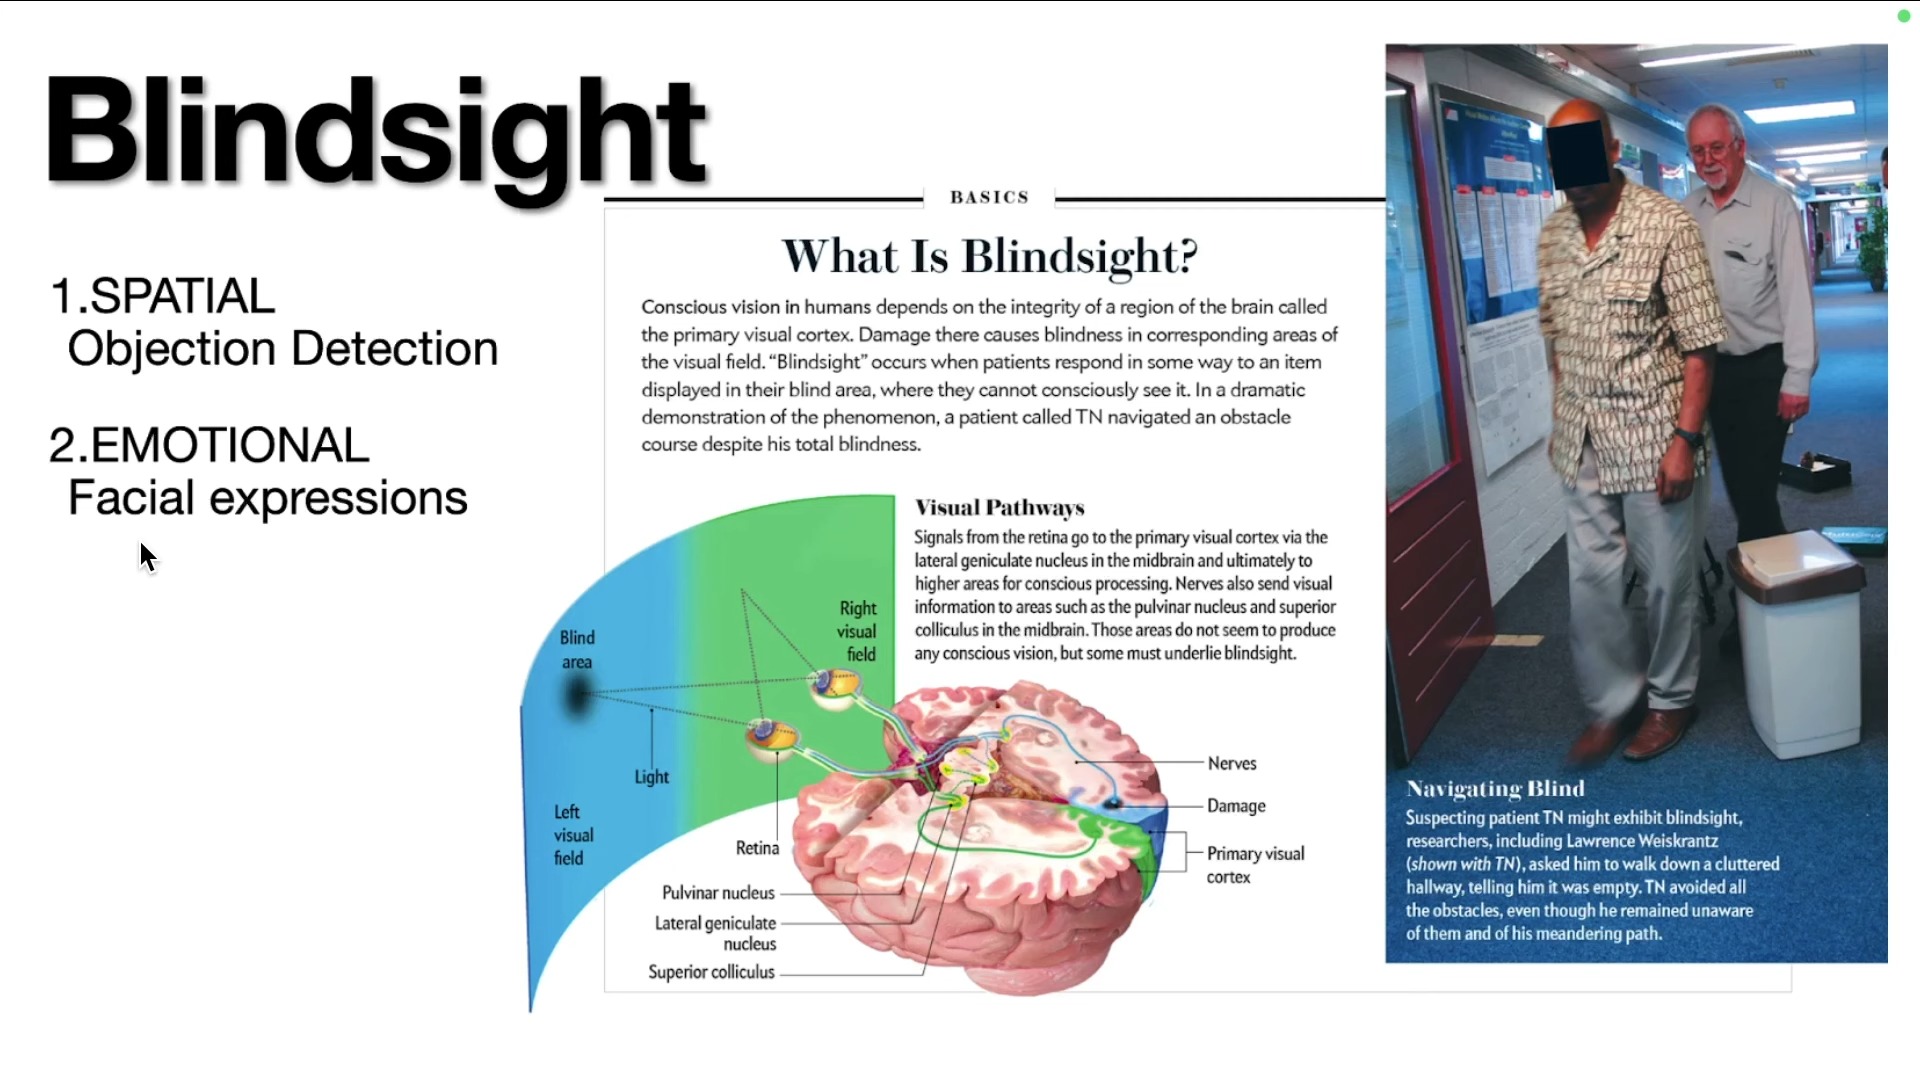 Blindsight
1.SPATIAL
Objection Detection
2.EMOTIONAL
Facial expressions
BASICS
What Is Blindsight?
Conscious vision in humans depends on the integrity of a region of the brain called
the primary visual cortex. Damage there causes blindness in corresponding areas of
the visual field. “Blindsight” occurs when patients respond in some way to an item
displayed in their blind area, where they cannot consciously see it. In a dramatic
demonstration of the phenomenon, a patient called TN navigated an obstacle
course despite his total blindness.
Visual Pathways
Signals from the retina go to the primary visual cortex via the
lateral geniculate nucleus in the midbrain and ultimately to
higher areas for conscious processing. Nerves also send visual
information to areas such as the pulvinar nucleus and superior
colliculus in the midbrain. Those areas do not seem to produce
any conscious vision, but some must underlie blindsight.
Right
visual
field
Blind
area
Light
Left
visual
field
Retina
Pulvinar nucleus
Lateral geniculate
nucleus
Superior colliculus
Nerves
Damage
Primary visual
cortex
Navigating Blind
Suspecting patient TN might exhibit blindsight,
researchers, including Lawrence Weiskrantz
(shown with TN), asked him to walk down a cluttered
hallway, telling him it was empty. TN avoided all
the obstacles, even though he remained unaware
of them and of his meandering path.